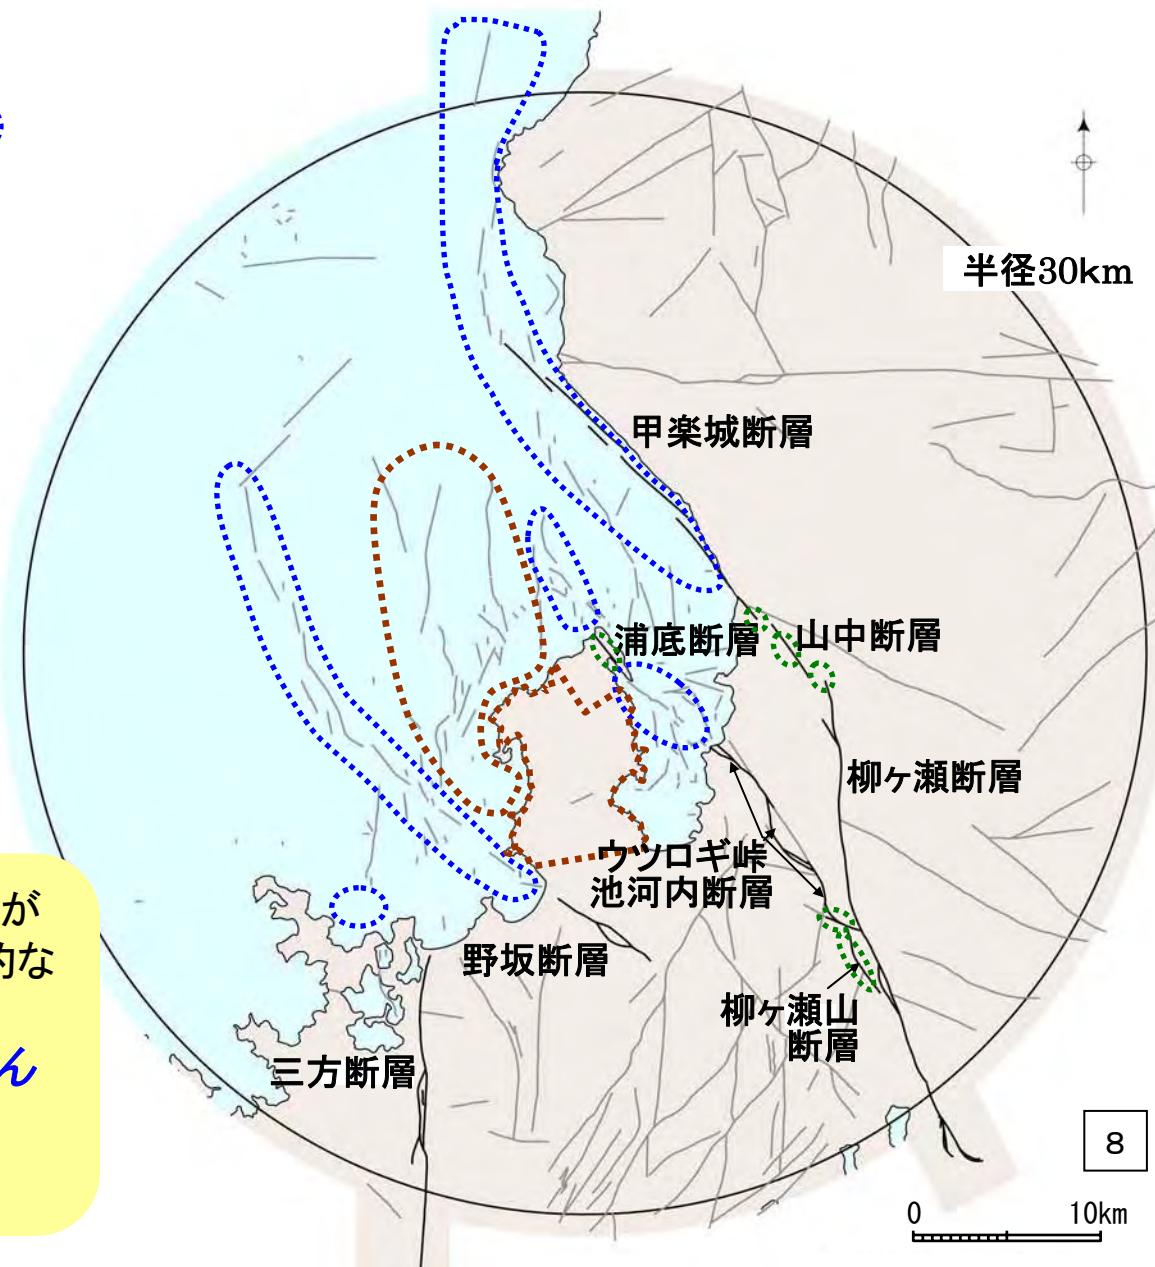 半径30km
甲楽城断層
浦底断層
山中断層
柳ヶ瀬断層
ウツロギ峠
池河内断層
野坂断層
柳ヶ瀬山
断層
三方断層
が
的な
ん
8
0 10km